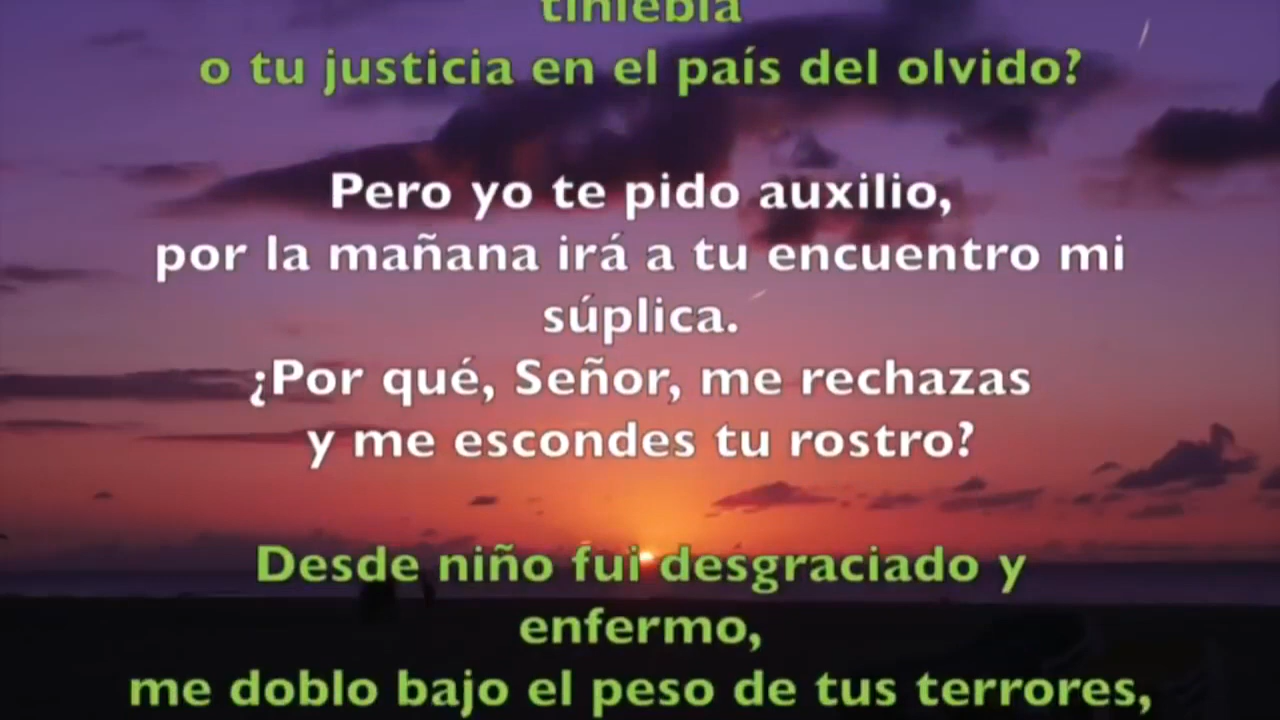 tiniebla
o tu justicia en el país del olvido?
Pero yo te pido auxilio,
por la mañana irá a tu encuentro mi
súplica.
¿Por qué, Señor, me rechazas
y me escondes tu rostro?
Desde niño fui desgraciado y
enfermo,
me doblo bajo el peso de tus terrores,